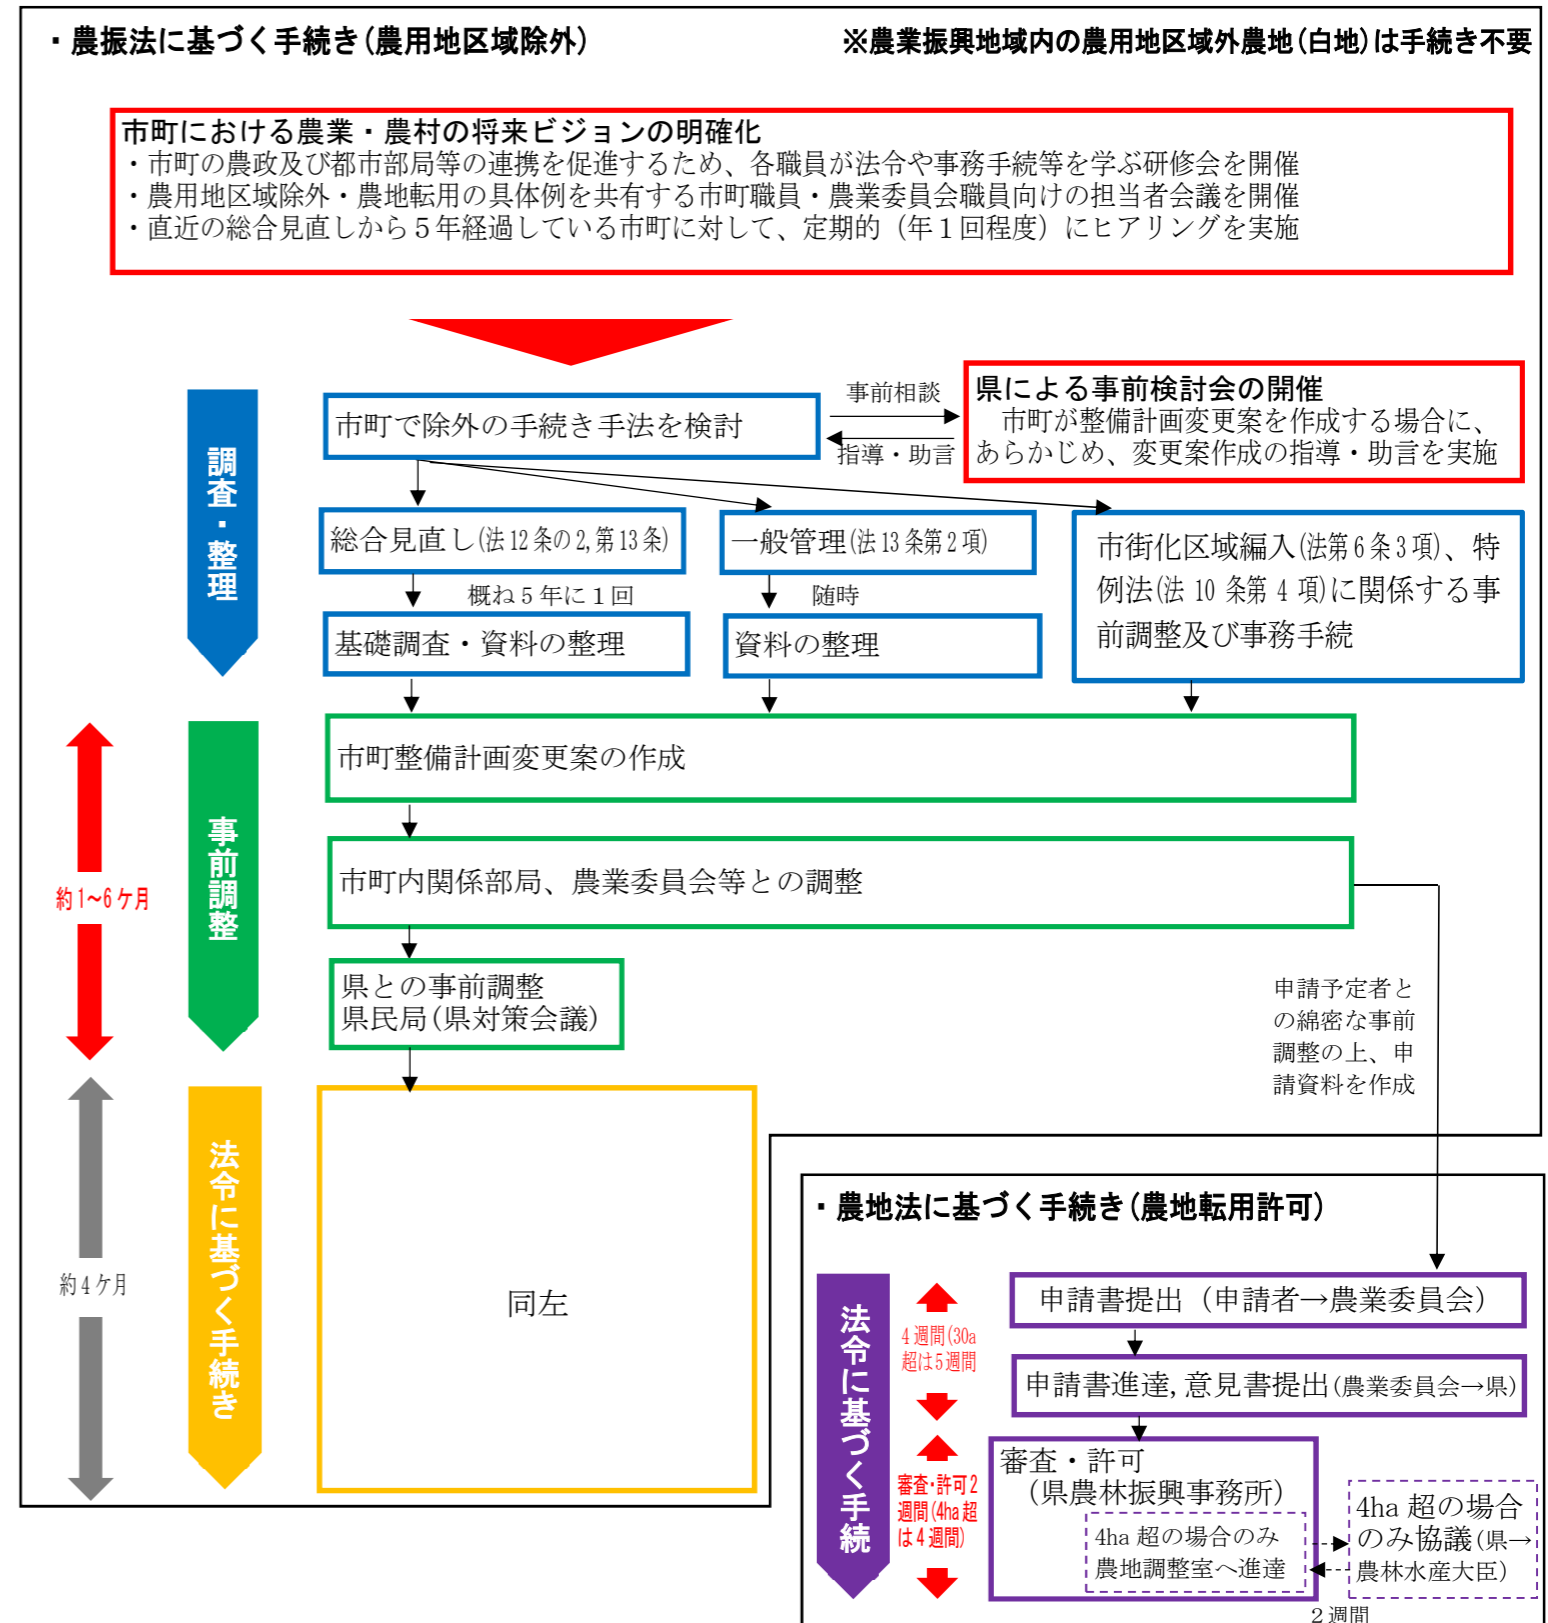 ・農振法に基づく手続き(農用地区域除外)
※農業振興地域内の農用地区域外農地(白地)は手続き不要
市町における農業・農村の将来ビジョンの明確化
・市町の農政及び都市部局等の連携を促進するため、各職員が法令や事務手続等を学ぶ研修会を開催
・農用地区域除外・農地転用の具体例を共有する市町職員・農業委員会職員向けの担当者会議を開催
・直近の総合見直しから５年経過している市町に対して、定期的（年１回程度）にヒアリングを実施
調査・整理
市町で除外の手続き手法を検討
事前相談
指導・助言
県による事前検討会の開催
市町が整備計画変更案を作成する場合に、
あらかじめ、変更案作成の指導・助言を実施
総合見直し(法12条の2,第13条)
一般管理(法13条第2項)
市街化区域編入(法第6条3項)、特
例法(法10条第4項)に関係する事
前調整及び事務手続
概ね５年に１回
随時
基礎調査・資料の整理
資料の整理
約1~6ケ月
事前調整
市町整備計画変更案の作成
市町内関係部局、農業委員会等との調整
県との事前調整
県民局(県対策会議)
申請予定者と
の綿密な事前
調整の上、申
請資料を作成
約4ケ月
法令に基づく手続き
同左
・農地法に基づく手続き(農地転用許可)
法令に基づく手続
4週間(30a
超は5週間
申請書提出（申請者→農業委員会）
申請書進達,意見書提出(農業委員会→県)
審査・許可2
週間(4ha超
は4週間)
審査・許可
（県農林振興事務所）
4ha超の場合のみ
農地調整室へ進達
4ha超の場合
のみ協議(県→
農林水産大臣)
２週間